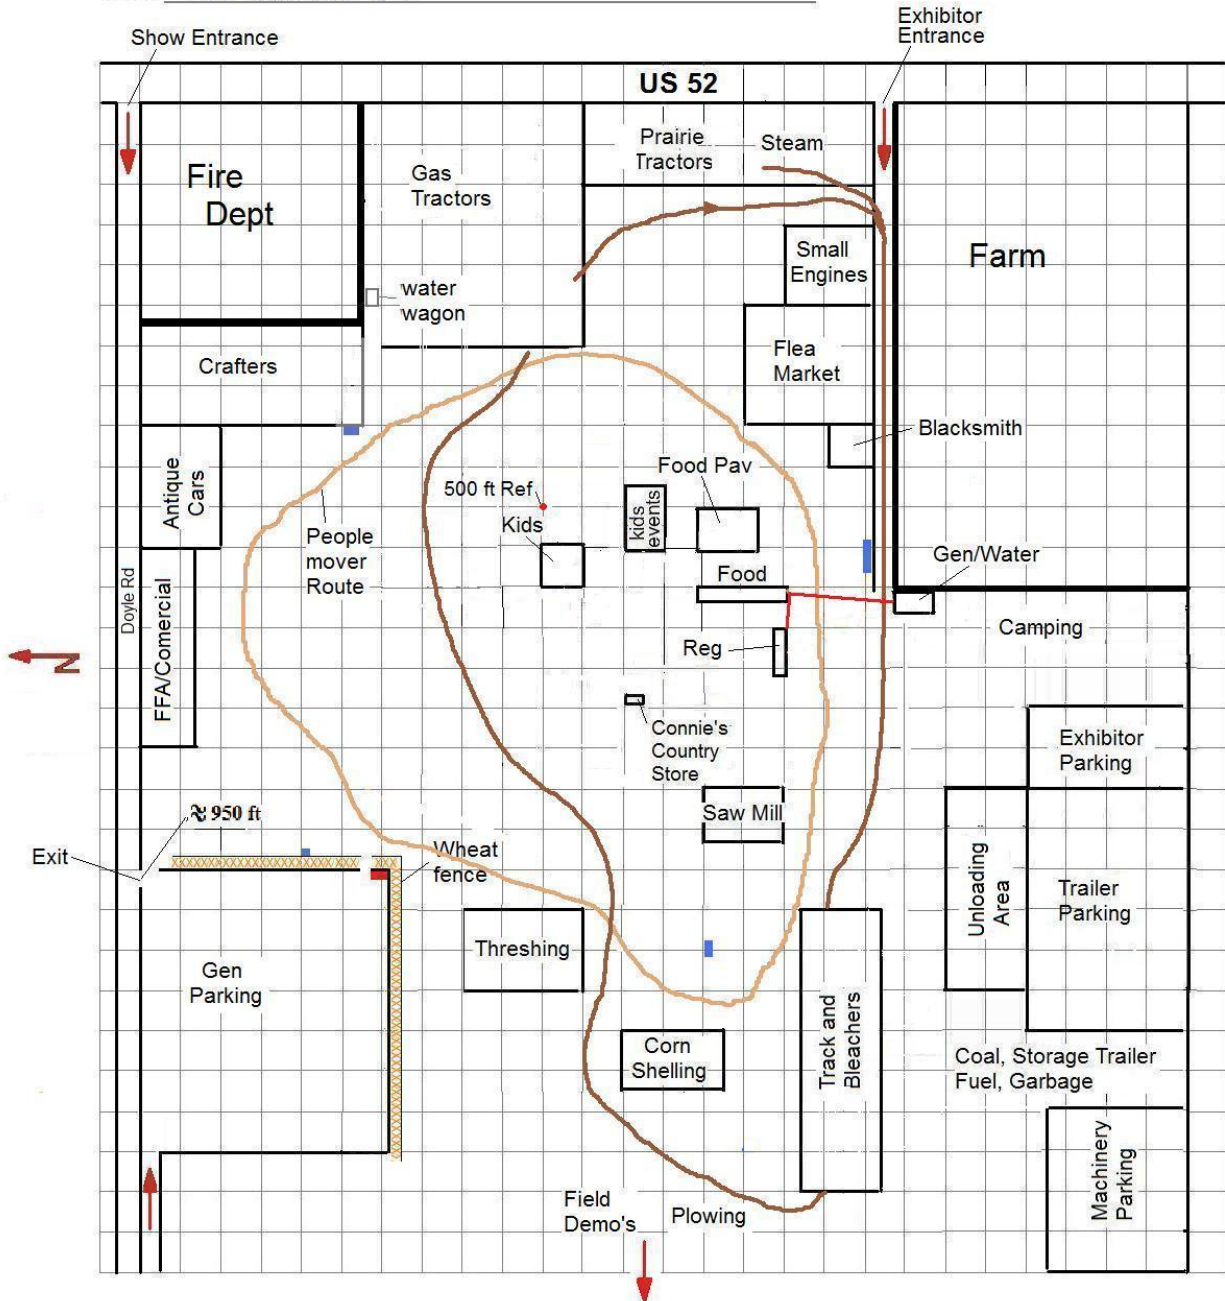 Exhibitor
Entrance
Show Entrance
US 52
Prairie
Tractors
Steam
Fire
Dept
Gas
Tractors
Small
Engines
Farm
water
wagon
Crafters
Flea
Market
Blacksmith
Antique
Cars
Food Pav
500 ft Ref
Kids
kids
events
People
mover
Route
Gen/Water
Food
Doyle Rd
FFA/Comercial
Camping
N
Reg
Connie's
Country
Store
Exhibitor
Parking
≈ 950 ft
Saw Mill
Exit
Wheat
fence
Unloading
Area
Trailer
Parking
Threshing
Gen
Parking
Track and
Bleachers
Corn
Shelling
Coal, Storage Trailer
Fuel, Garbage
Machinery
Parking
Field
Demo's
Plowing